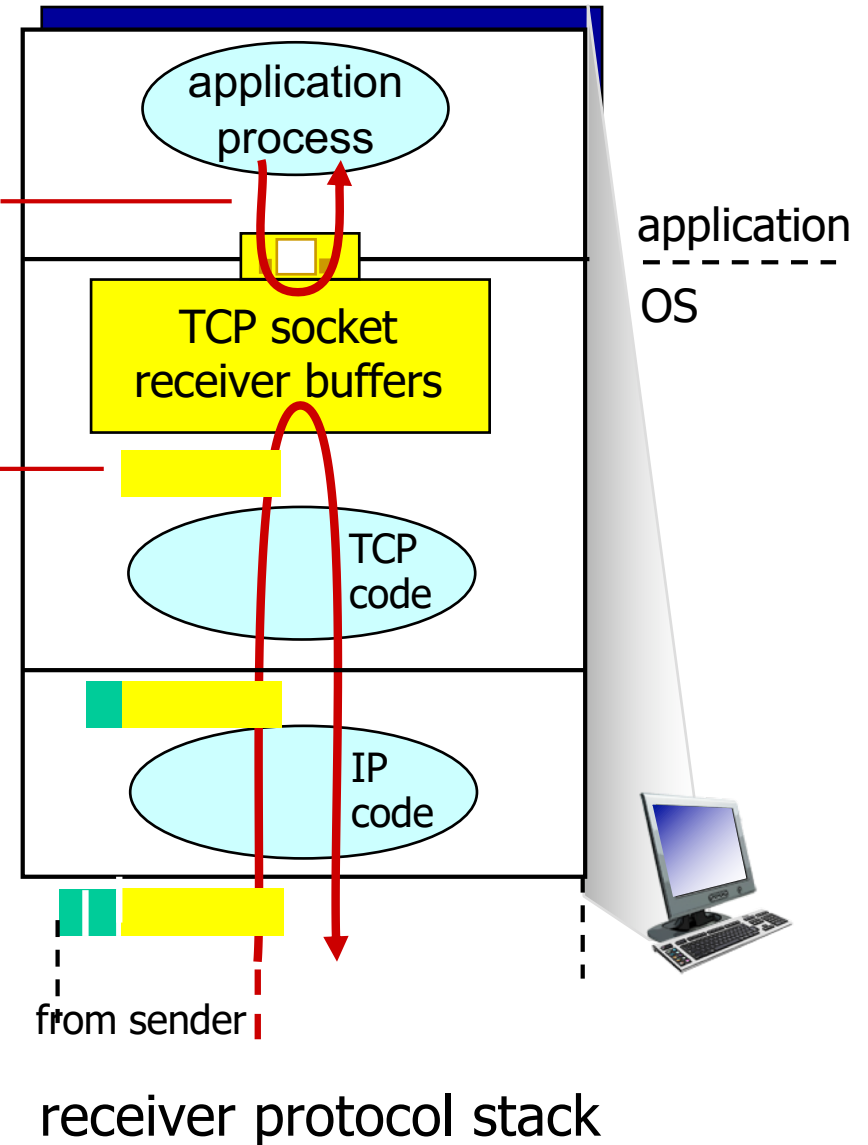 application
process
application
OS
TCP socket
receiver buffers
TCP
code
IP
code
from sender
receiver protocol stack